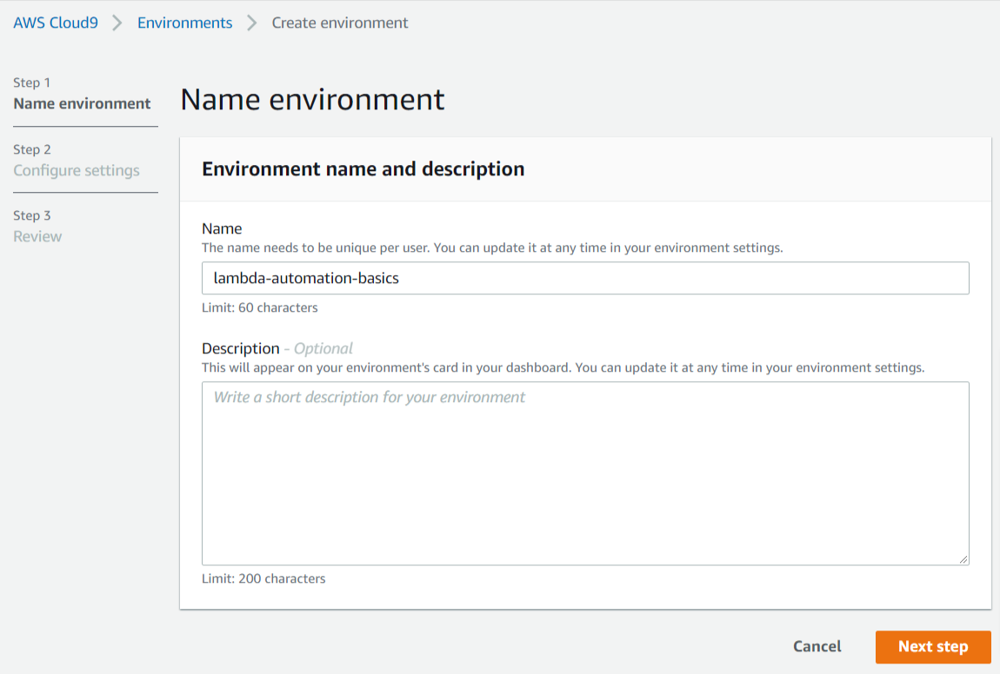 AWS Cloud9 > Environments > Create environment
Step 1
Name environment
Step 2
Configure settings
Step 3
Review
Name environment
Environment name and description
Name
The name needs to be unique per user. You can update it at any time in your environment settings.
lambda-automation-basics
Limit: 60 characters
Description - Optional
This will appear on your environment's card in your dashboard. You can update it at any time in your environment settings.
Write a short description for your environment
Limit: 200 characters
Cancel
Next step